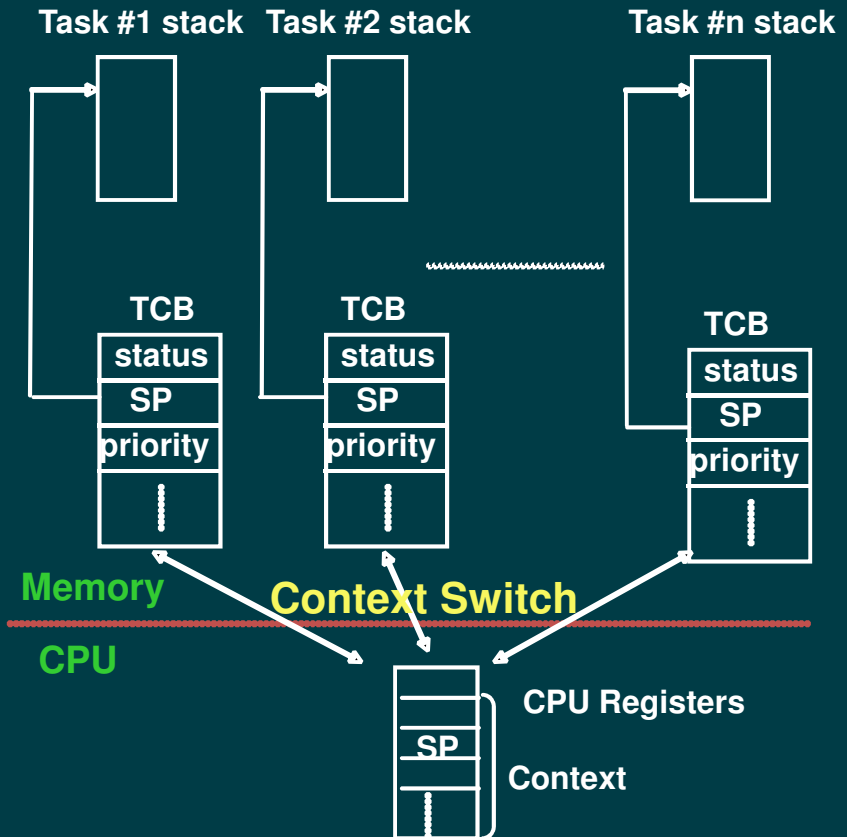 Task #1 stack
Task #2 stack
Task #n stack
TCB
status
SP
priority
TCB
status
SP
priority
TCB
status
SP
priority
Memory
Context Switch
CPU
CPU Registers
SP
Context